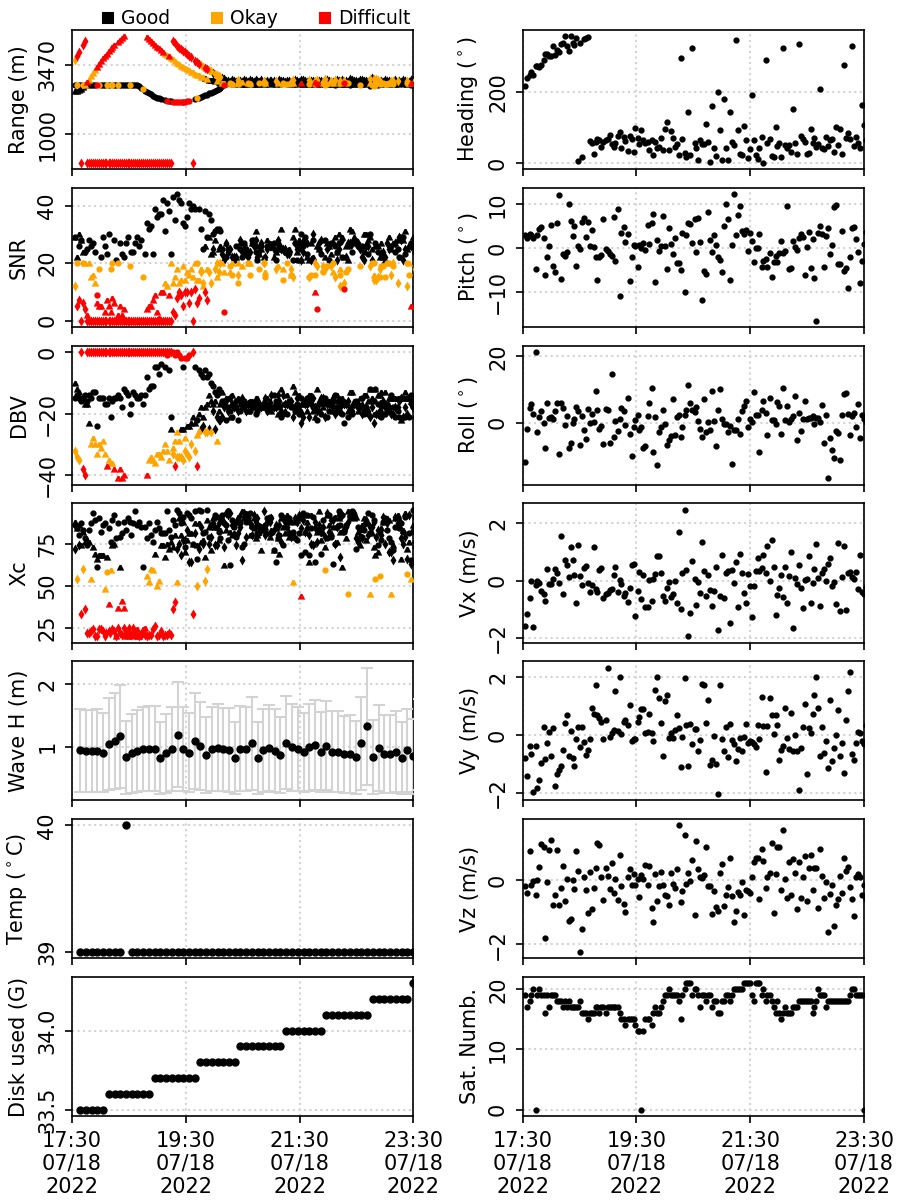 Good Okay Difficult
Range (m)
3470
1000
Heading (°)
200
0
SNR
40
20
0
Pitch (°)
10
0
−10
DBV
0
−20
−40
Roll (°)
20
0
Xc
75
50
25
Vx (m/s)
2
0
−2
Wave H (m)
2
1
Vy (m/s)
2
0
−2
Temp (°C)
40
39
Vz (m/s)
0
−2
Disk used (G)
34.0
33.5
Sat. Numb.
20
10
0
17:30 19:30 21:30 23:30
07/18 07/18 07/18 07/18
2022 2022 2022 2022
17:30 19:30 21:30 23:30
07/18 07/18 07/18 07/18
2022 2022 2022 2022